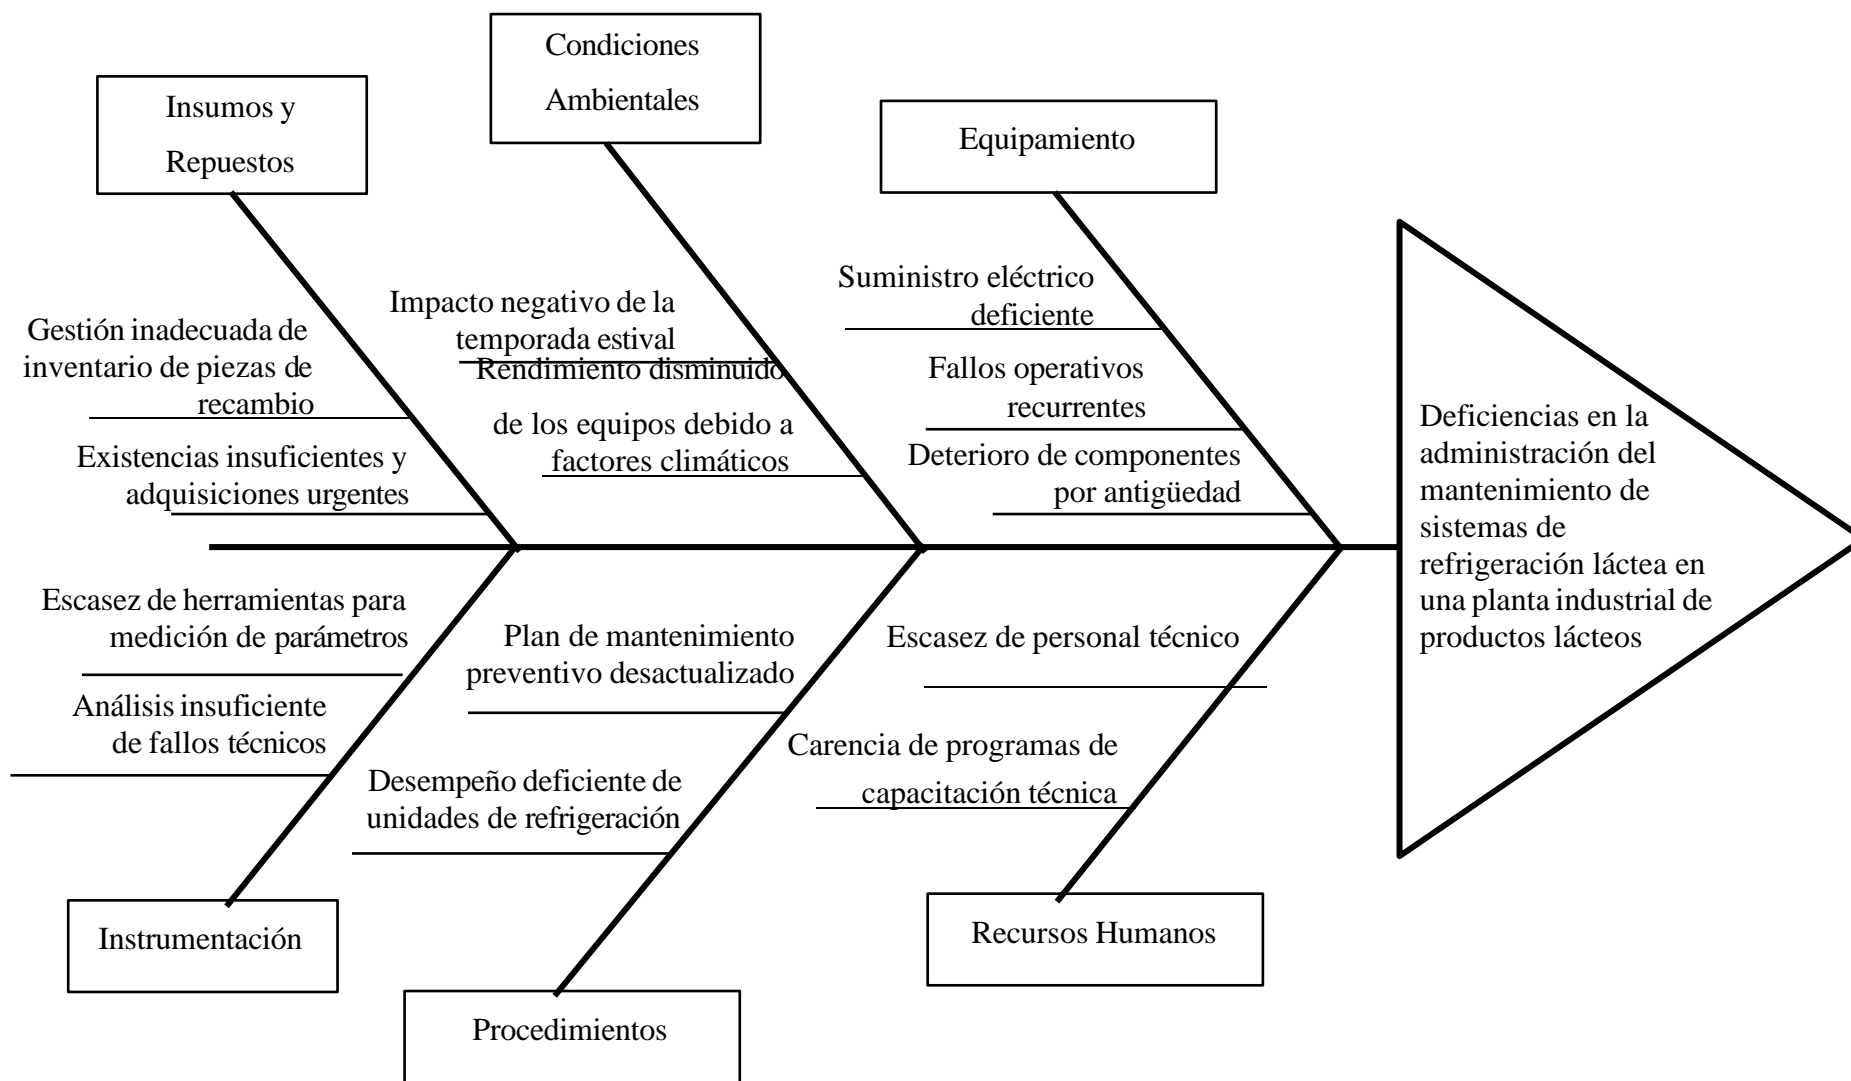 Condiciones
Ambientales
Insumos y
Repuestos
Equipamiento
Suministro eléctrico
deficiente
Impacto negativo de la
temporada estival
Gestión inadecuada de
inventario de piezas de
recambio
Rendimiento disminuido
de los equipos debido a
factores climáticos
Fallos operativos
recurrentes
Existencias insuficientes y
adquisiciones urgentes
Deterioro de componentes
por antigüedad
Deficiencias en la
administración del
mantenimiento de
sistemas de
refrigeración láctea en
una planta industrial de
productos lácteos
Escasez de herramientas para
medición de parámetros
Plan de mantenimiento
preventivo desactualizado
Escasez de personal técnico
Análisis insuficiente
de fallos técnicos
Desempeño deficiente de
unidades de refrigeración
Carencia de programas de
capacitación técnica
Instrumentación
Recursos Humanos
Procedimientos